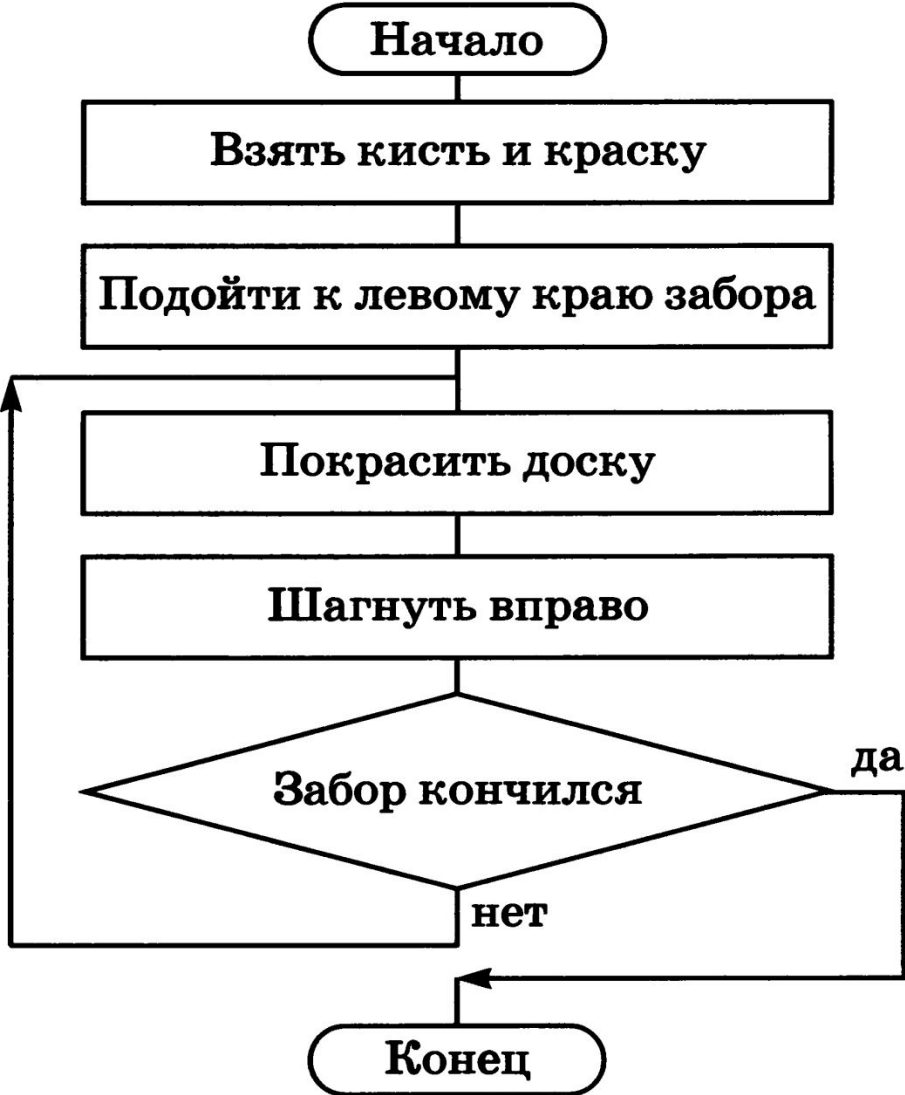 Начало
Взять кисть и краску
Подойти к левому краю забора
Покрасить доску
Шагнуть вправо
Забор кончился
да
нет
Конец